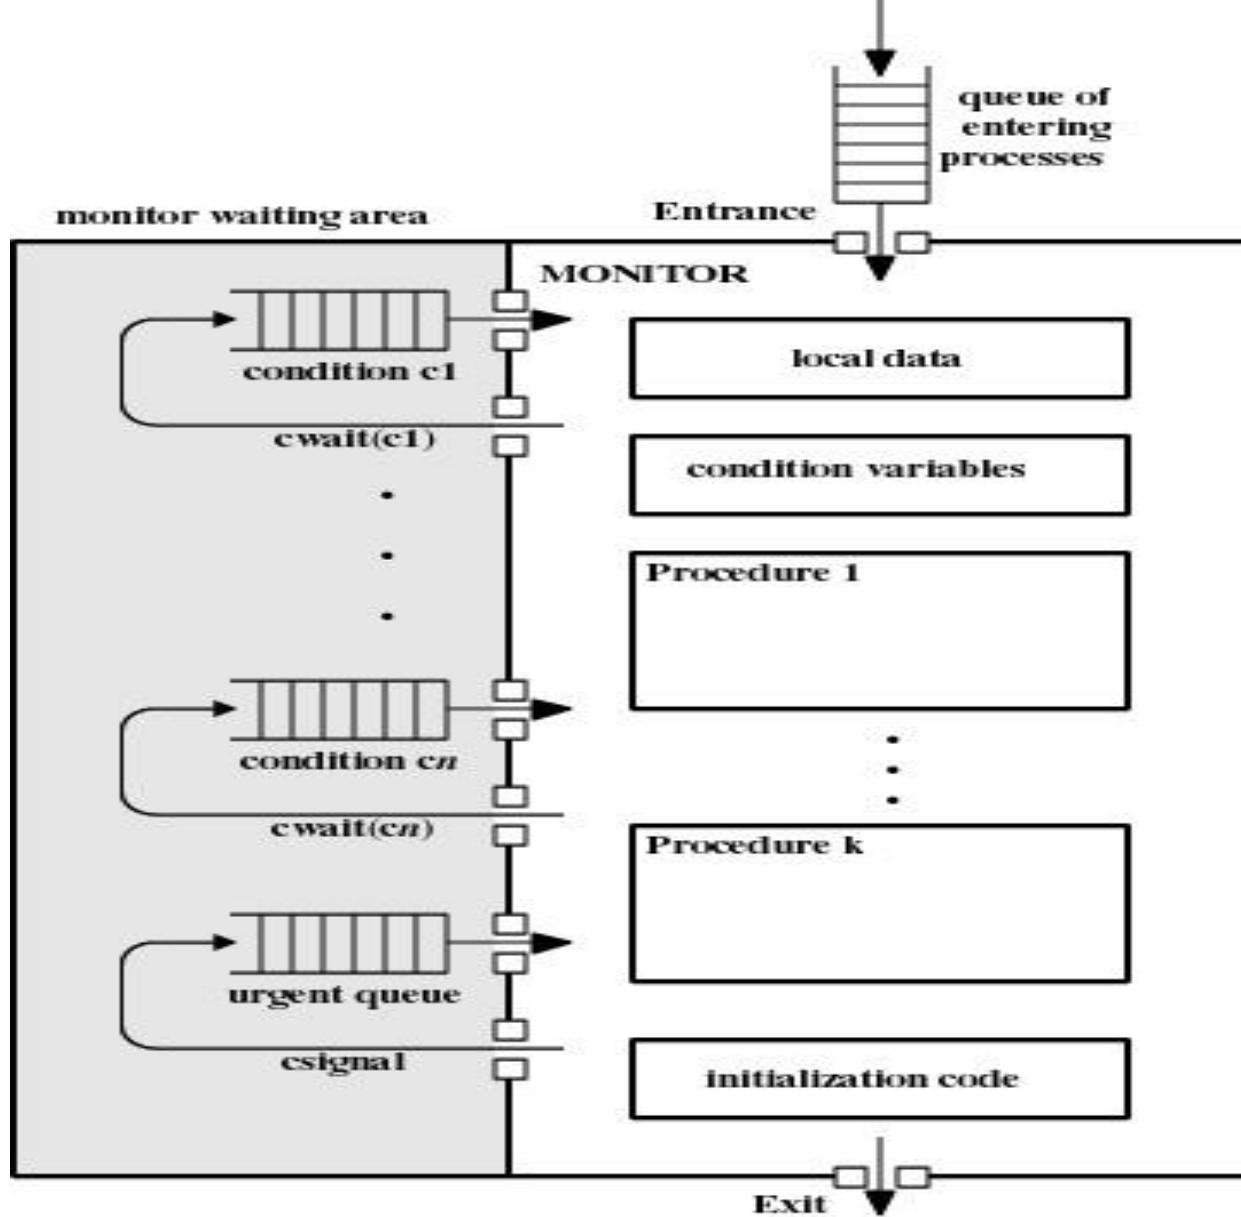 queue of
entering
processes
monitor waiting area
Entrance
MONITOR
condition c1
cwait(c1)
local data
condition variables
Procedure 1
condition cn
cwait(cn)
Procedure k
urgent queue
csignal
initialization code
Exit